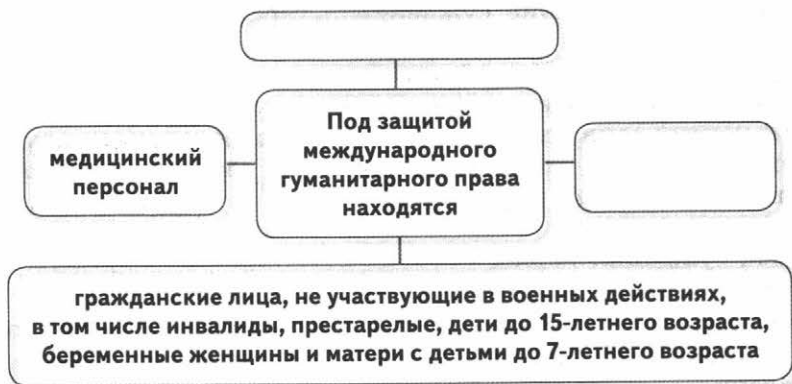 Под защитой
международного
гуманитарного права
находятся
медицинский
персонал
гражданские лица, не участвующие в военных действиях,
в том числе инвалиды, престарелые, дети до 15-летнего возраста,
беременные женщины и матери с детьми до 7-летнего возраста